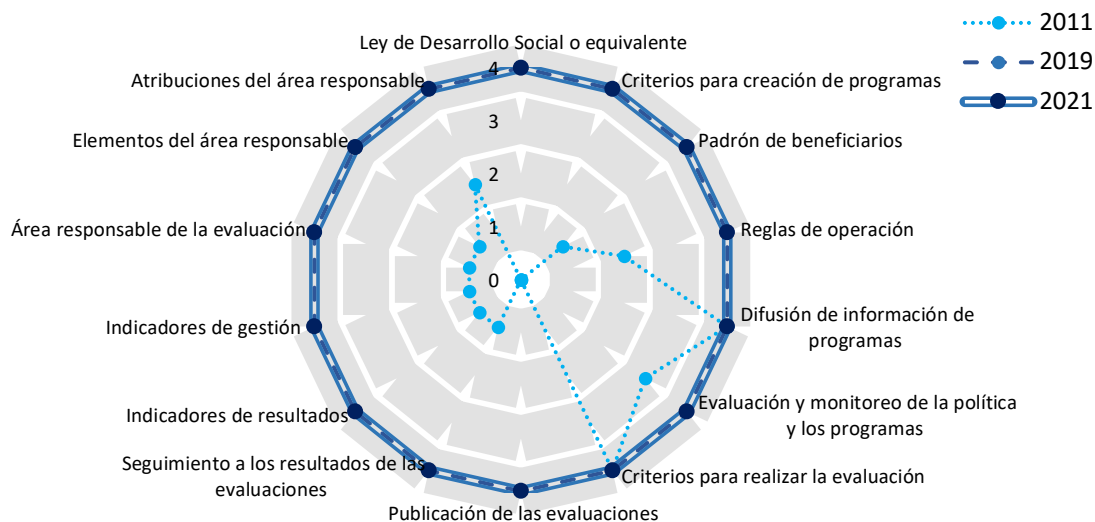 2011
2019
2021
Ley de Desarrollo Social o equivalente
Criterios para creación de programas
Padrón de beneficiarios
Reglas de operación
Difusión de información de
programas
Evaluación y monitoreo de la política
y los programas
Criterios para realizar la evaluación
Publicación de las evaluaciones
Seguimiento a los resultados de las
evaluaciones
Indicadores de resultados
Indicadores de gestión
Área responsable de la evaluación
Elementos del área responsable
Atribuciones del área responsable
4
3
2
1
0